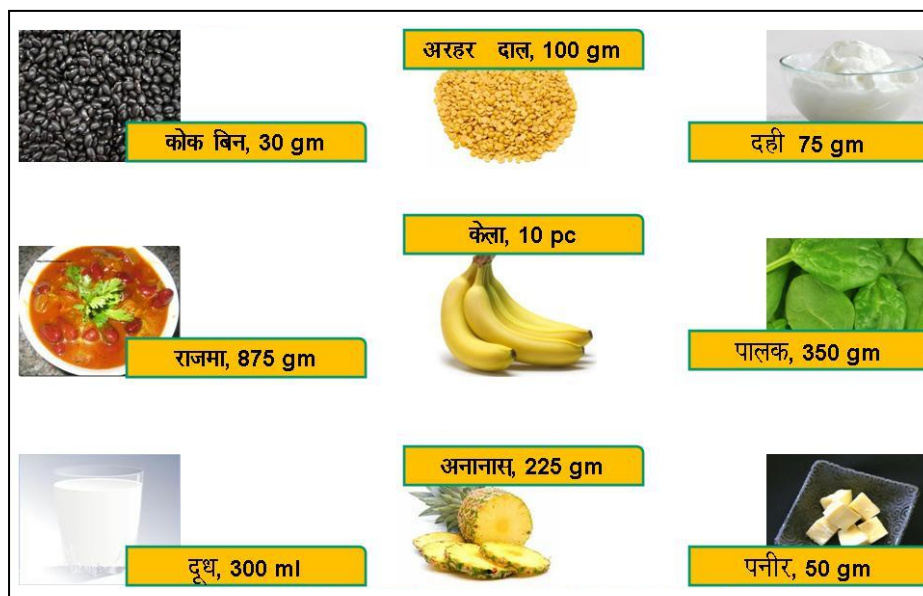 अरहर दाल, 100 gm
कोक बिन, 30 gm
दही 75 gm
केला, 10 pc
राजमा, 875 gm
पालक, 350 gm
अनानास्, 225 gm
दूध, 300 ml
पनीर, 50 gm